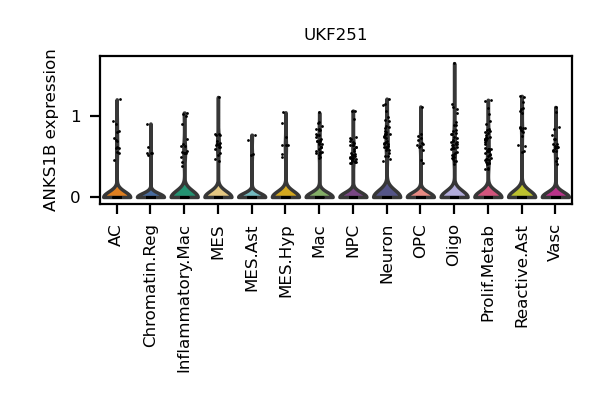 UKF251
ANKS1B expression
1
0
AC
Chromatin.Reg
Inflammatory.Mac
MES
MES.Ast
MES.Hyp
Mac
NPC
Neuron
OPC
Oligo
Prolif.Metab
Reactive.Ast
Vasc